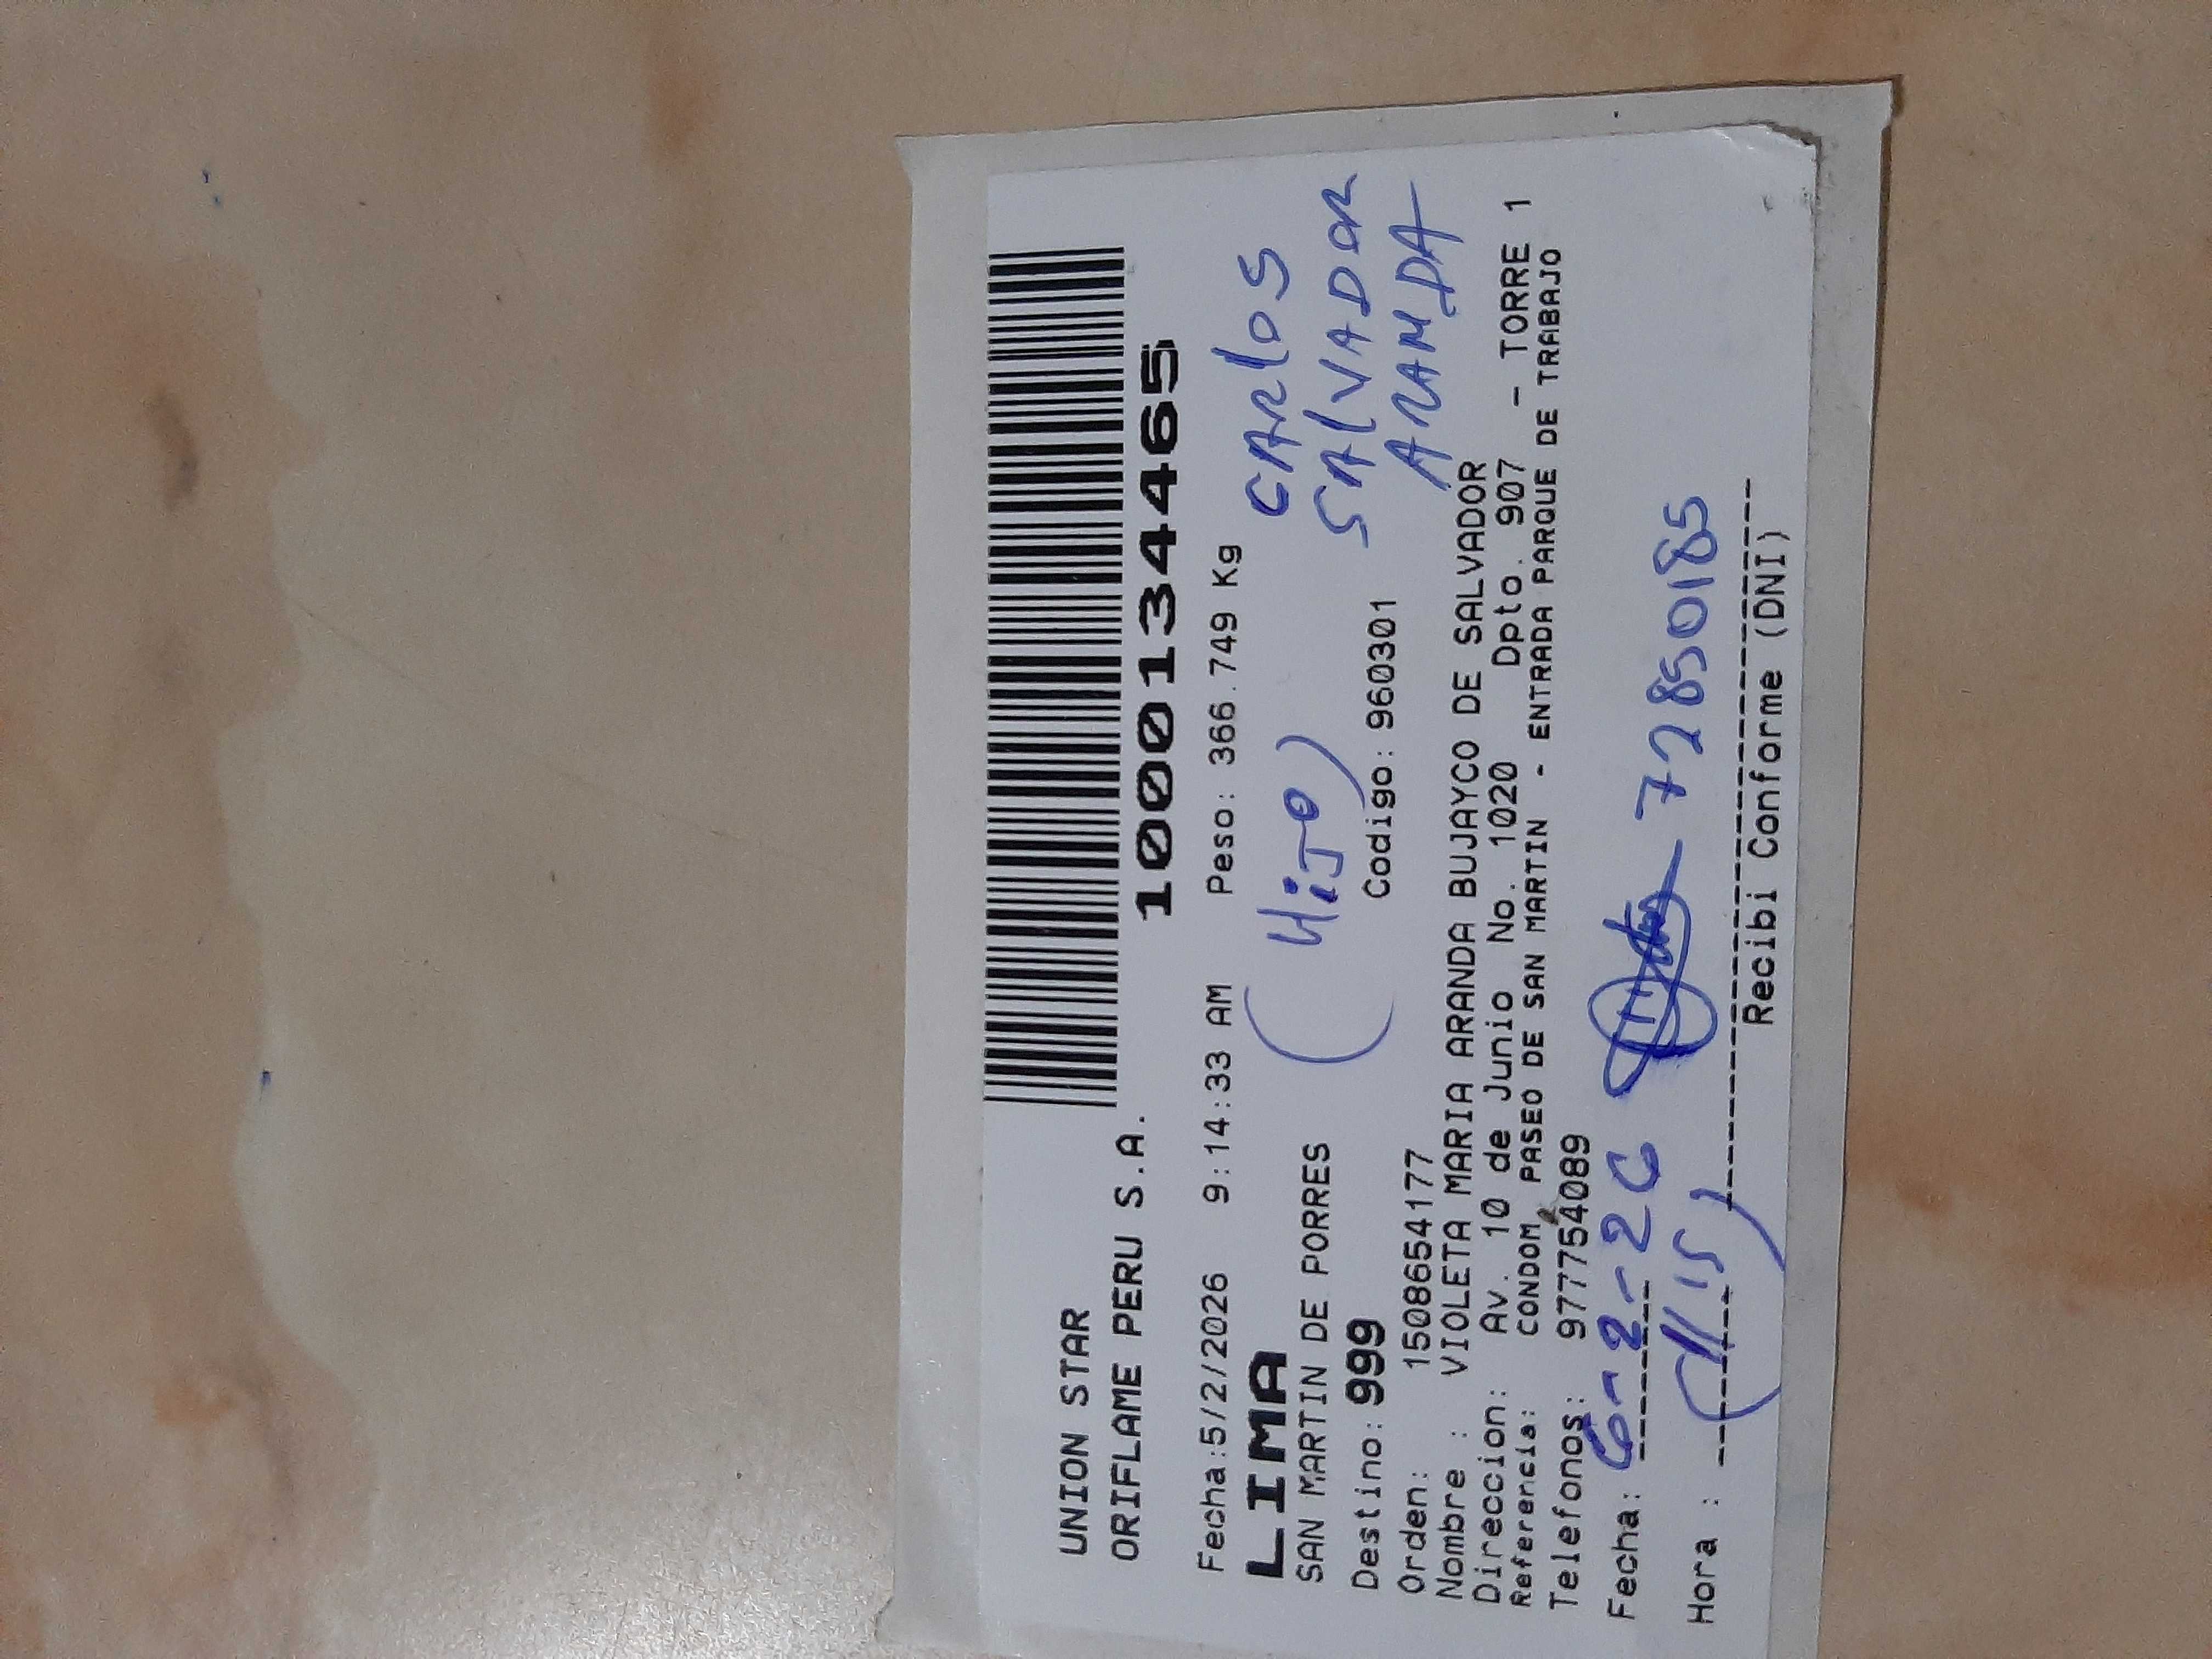 UNION STAR
ORIFLAME PERU S.A.
1000134465
Fecha:5/2/2026 9:14:33 AM Peso: 366.749 Kg
LIMA
SAN MARTIN DE PORRES
(HiJO)
CARlOS
SAlVADOR
ARANDA
Destino: 999 Codigo: 960301
Orden: 1508654177
Nombre : VIOLETA MARIA ARANDA BUJAYCO DE SALVADOR
Direccion: Av. 10 de Junio No. 1020 Dpto. 907 - TORRE 1
Referencia: CONDOM, PASEO DE SAN MARTIN - ENTRADA PARQUE DE TRABAJO
Telefonos: 977754089
Fecha: 6-2-26 72850185
Hora : (11:15)
Recibi Conforme (DNI)